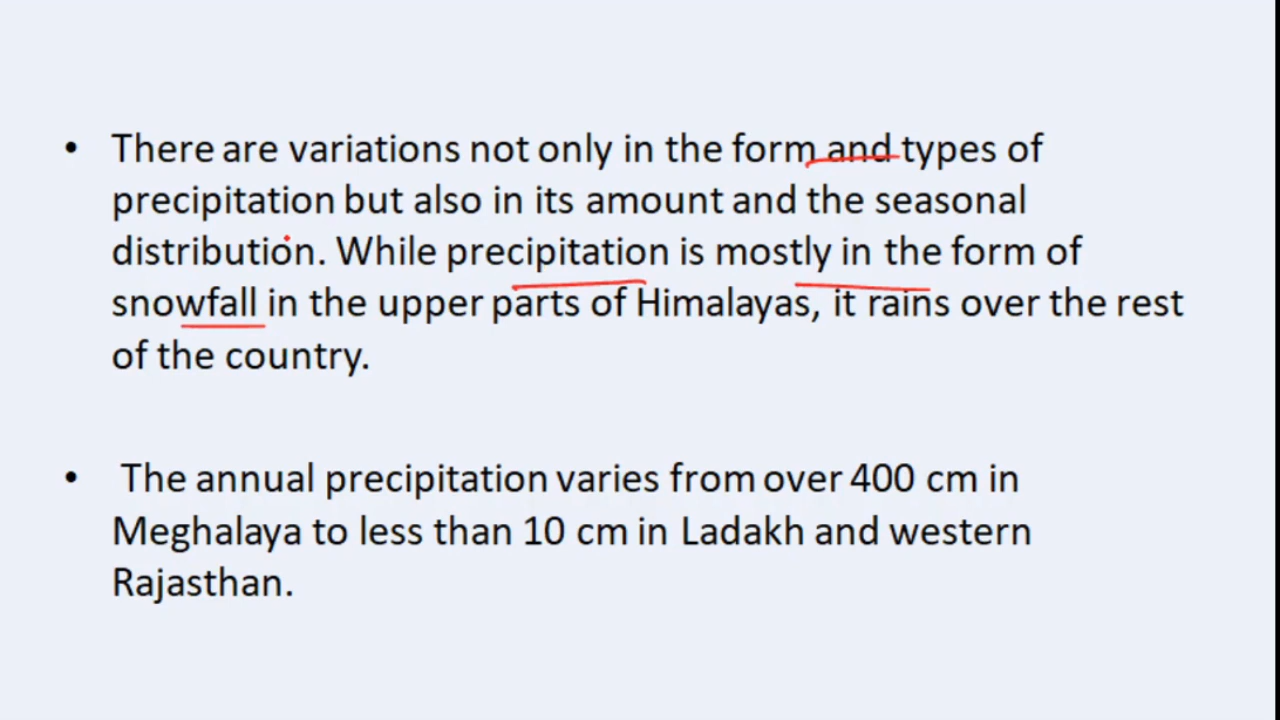 • There are variations not only in the form and types of
precipitation but also in its amount and the seasonal
distribution. While precipitation is mostly in the form of
snowfall in the upper parts of Himalayas, it rains over the rest
of the country.
• The annual precipitation varies from over 400 cm in
Meghalaya to less than 10 cm in Ladakh and western
Rajasthan.